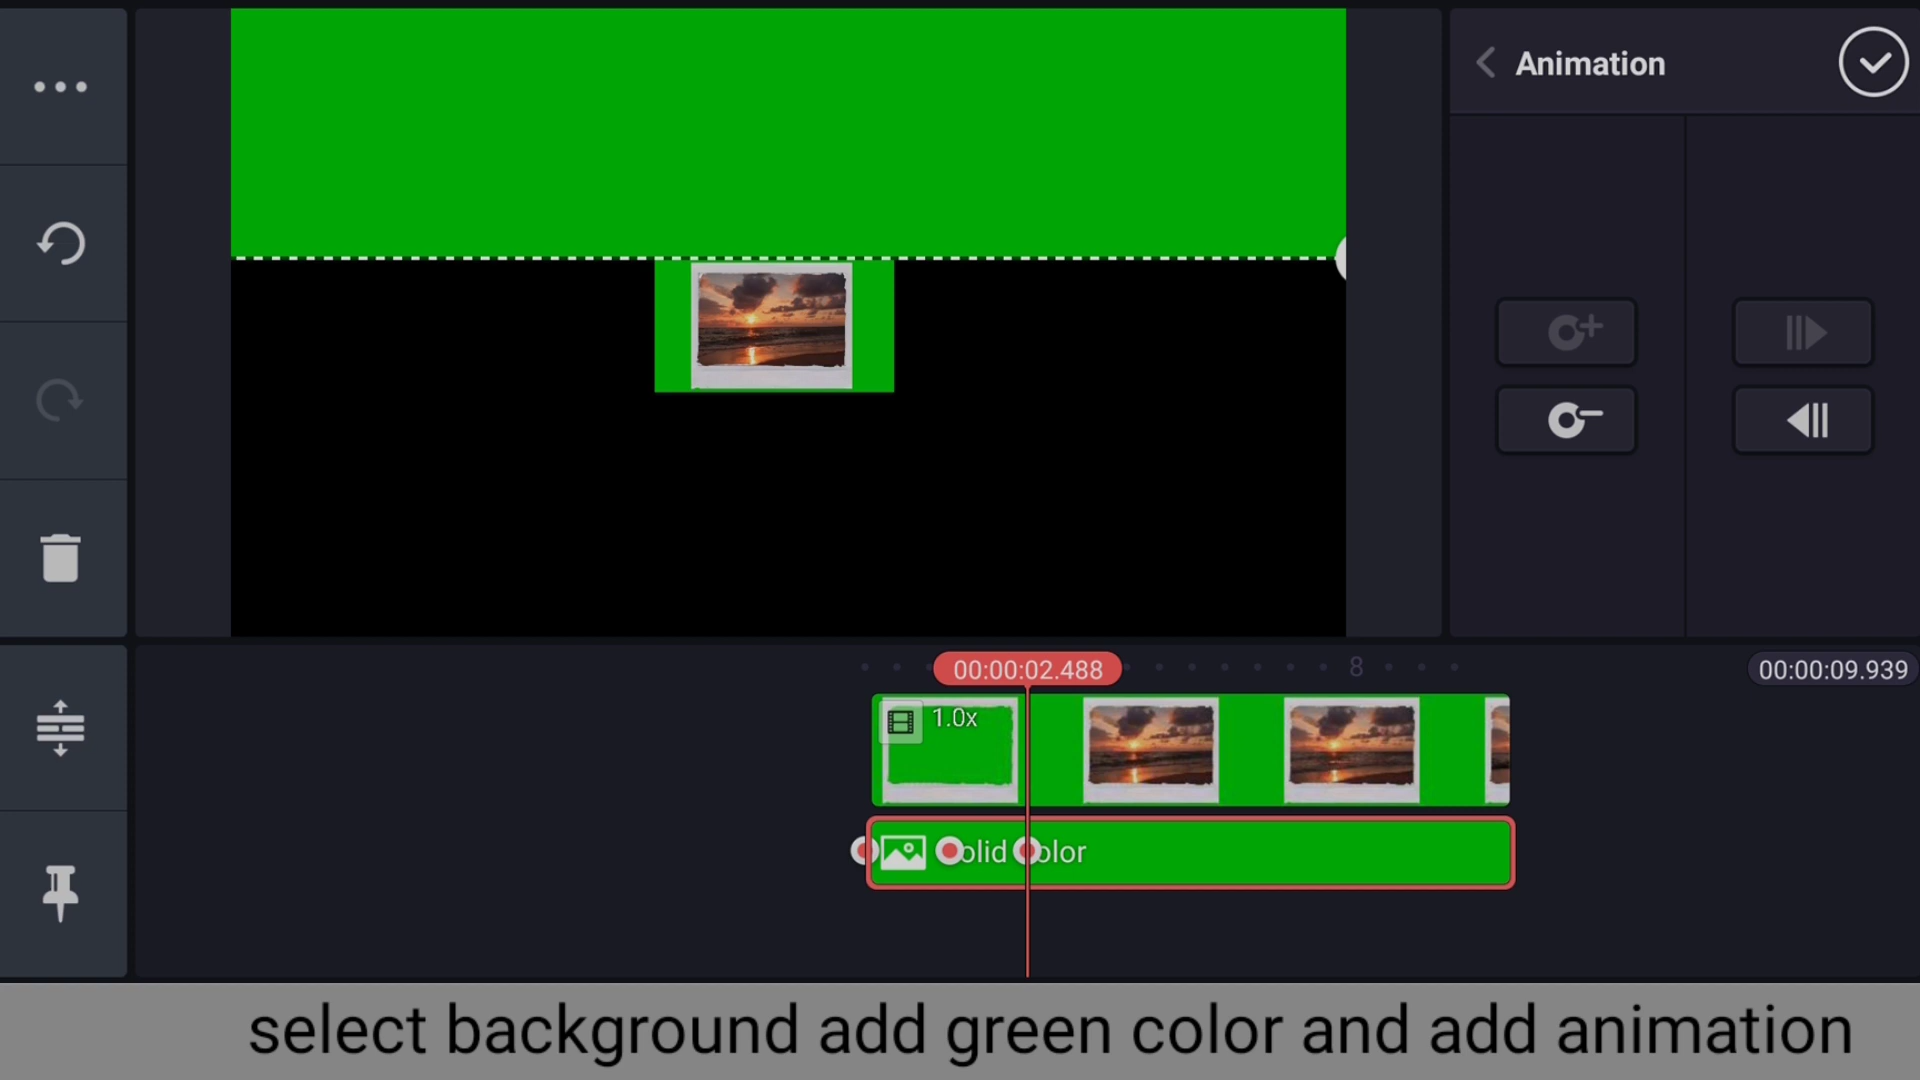 Animation
00:00:02.488
8
00:00:09.939
1.0x
olid olor
select background add green color and add animation